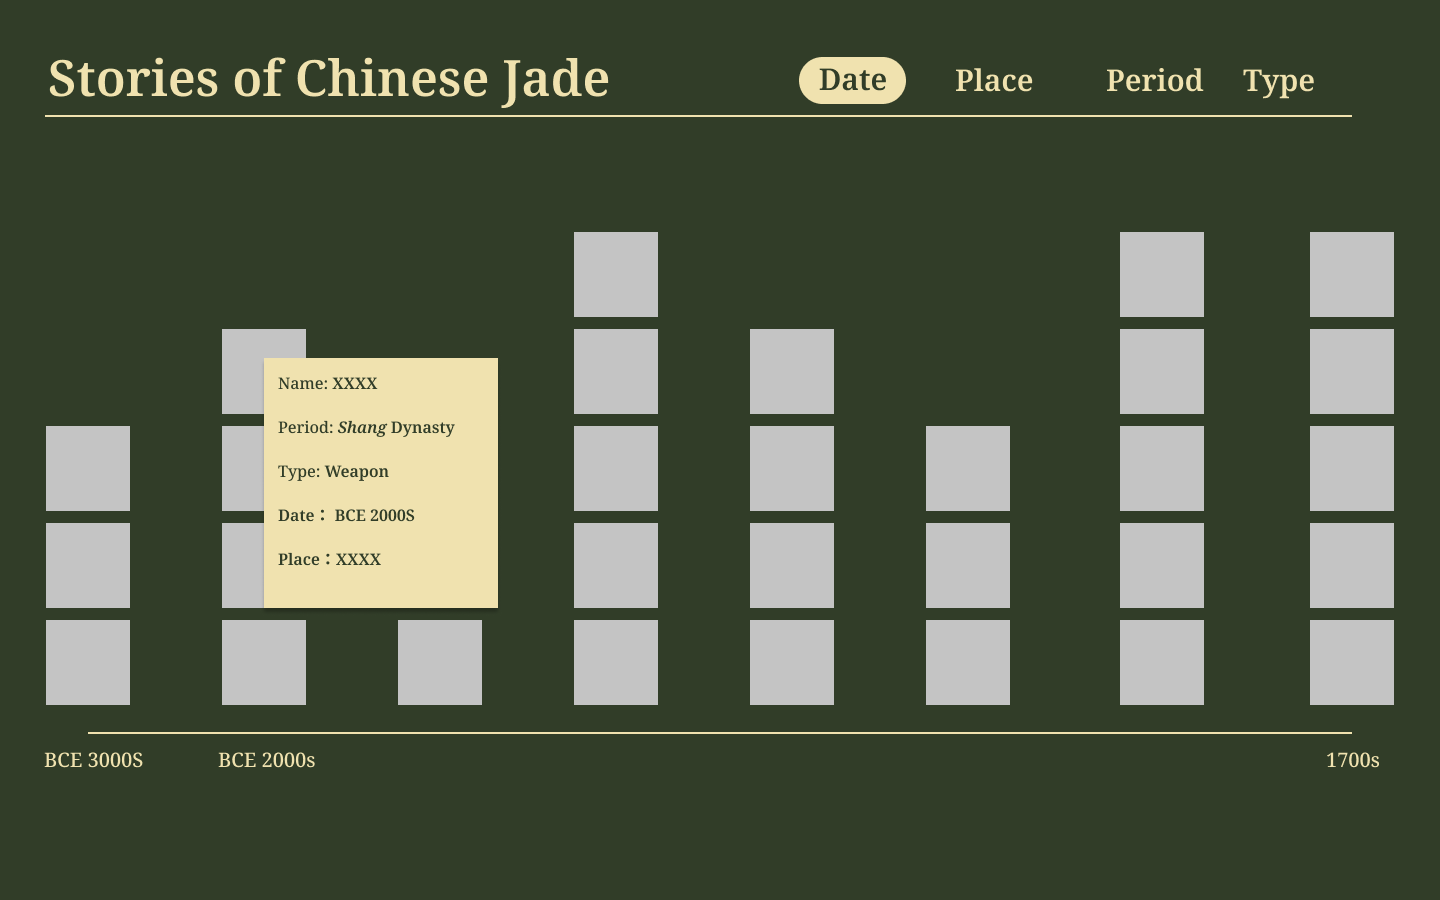 Stories of Chinese Jade
Date Place Period Type
Name: XXXX
Period: Shang Dynasty
Type: Weapon
Date： BCE 2000S
Place：XXXX
BCE 3000S BCE 2000s 1700s